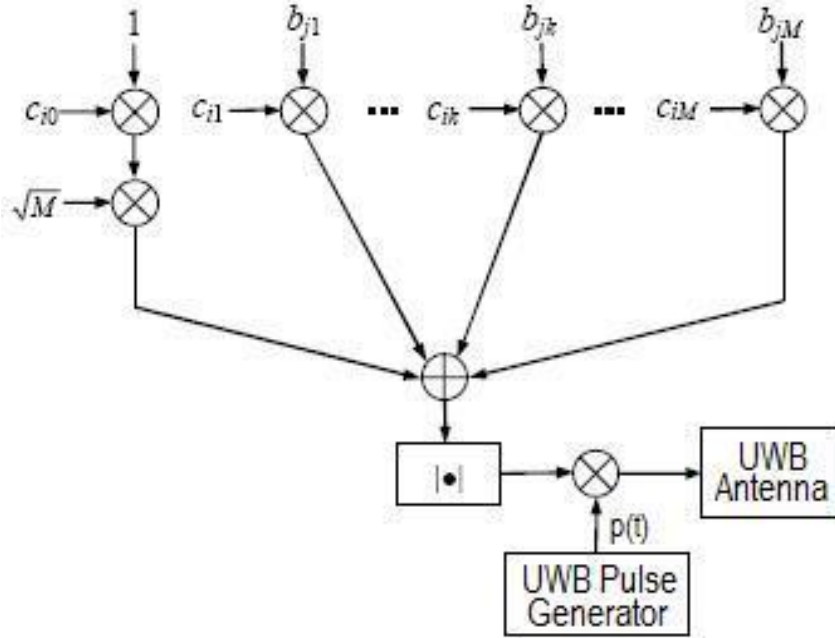 1 b_{j1} b_{jk} b_{jM}
c_{i0} c_{i1} ... c_{ik} ... c_{iM}
√M
|•|
UWB
Antenna
p(t)
UWB Pulse
Generator